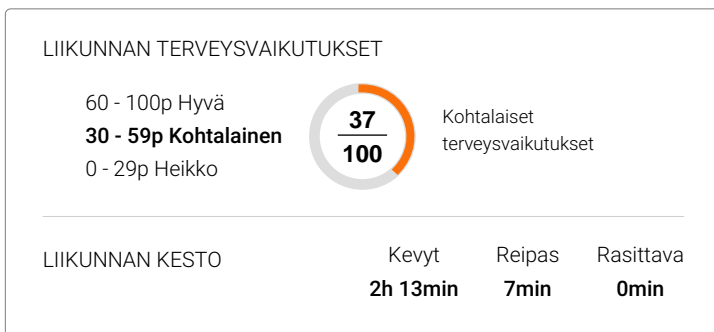 LIIKUNNAN TERVEYSVAIKUTUKSET
60 - 100p Hyvä
30 - 59p Kohtalainen
0 - 29p Heikko
37
100
Kohtalaiset
terveysvaikutukset
LIIKUNNAN KESTO
Kevyt Reipas Rasittava
2h 13min 7min 0min